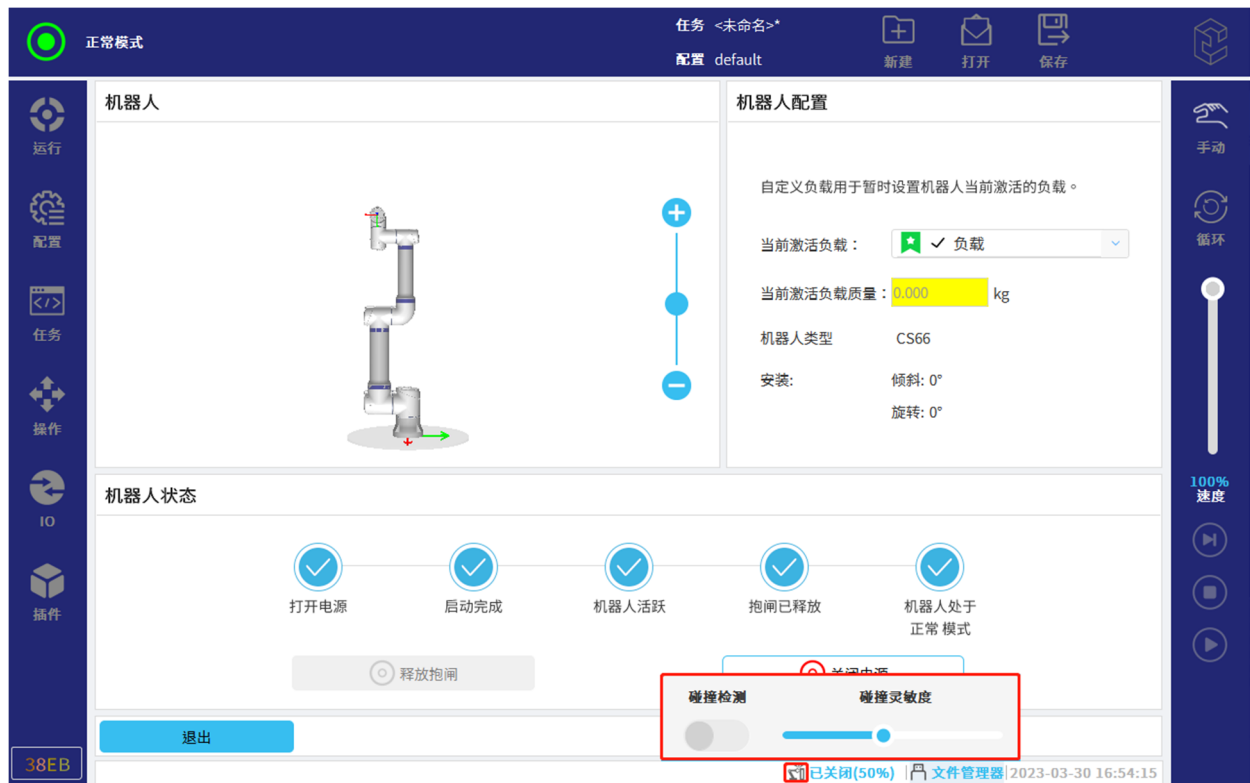 正常模式
任务 <未命名>*
配置 default
新建
打开
保存
运行
配置
任务
操作
IO
插件
38EB
机器人
机器人配置
自定义负载用于暂时设置机器人当前激活的负载。
当前激活负载： 负载
当前激活负载质量： 0.000 kg
机器人类型 CS66
安装: 倾斜: 0°
旋转: 0°
机器人状态
打开电源
启动完成
机器人活跃
抱闸已释放
机器人处于
正常 模式
释放抱闸
关闭电源
碰撞检测
碰撞灵敏度
退出
已关闭(50%)
文件管理器
2023-03-30 16:54:15
手动
循环
100%
速度